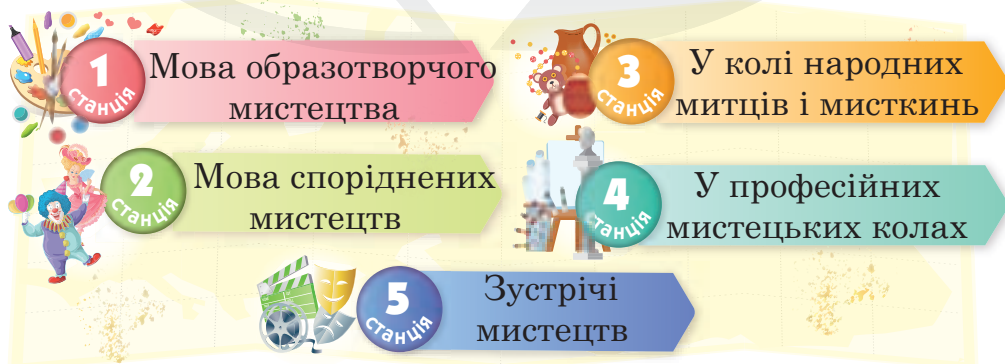 1
станція
Мова образотворчого
мистецтва
2
станція
Мова споріднених
мистецтв
3
станція
У колі народних
митців і мисткинь
4
станція
У професійних
мистецьких колах
5
станція
Зустрічі
мистецтв